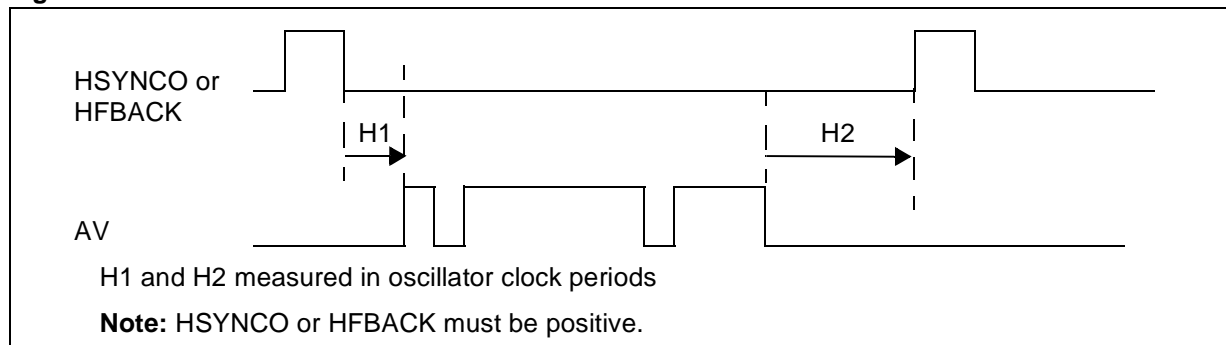 HSYNCO or
HFBACK
H1
H2
AV
H1 and H2 measured in oscillator clock periods
Note: HSYNCO or HFBACK must be positive.